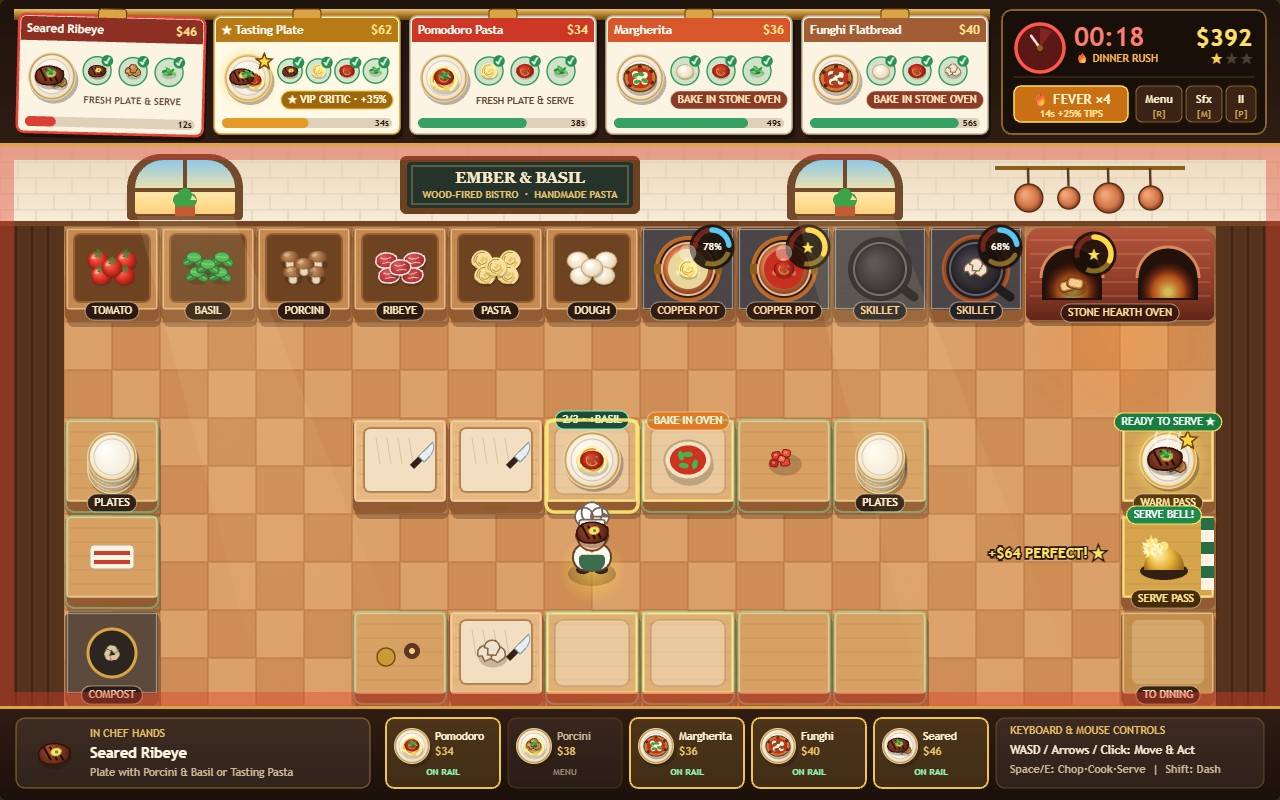 Seared Ribeye $46
FRESH PLATE & SERVE
12s
★ Tasting Plate $62
★ VIP CRITIC · +35%
34s
Pomodoro Pasta $34
FRESH PLATE & SERVE
38s
Margherita $36
BAKE IN STONE OVEN
49s
Funghi Flatbread $40
BAKE IN STONE OVEN
56s
00:18
DINNER RUSH
$392
FEVER ×4
14s +25% TIPS
Menu
[R]
Sfx
[M]
II
[P]
EMBER & BASIL
WOOD-FIRED BISTRO · HANDMADE PASTA
78%
68%
TOMATO
BASIL
PORCINI
RIBEYE
PASTA
DOUGH
COPPER POT
COPPER POT
SKILLET
SKILLET
STONE HEARTH OVEN
BAKE IN OVEN
READY TO SERVE ★
PLATES
PLATES
WARM PASS
SERVE BELL!
+$64 PERFECT!
SERVE PASS
COMPOST
TO DINING
IN CHEF HANDS
Seared Ribeye
Plate with Porcini & Basil or Tasting Pasta
Pomodoro
$34
ON RAIL
Porcini
$38
MENU
Margherita
$36
ON RAIL
Funghi
$40
ON RAIL
Seared
$46
ON RAIL
KEYBOARD & MOUSE CONTROLS
WASD / Arrows / Click: Move & Act
Space/E: Chop·Cook·Serve | Shift: Dash